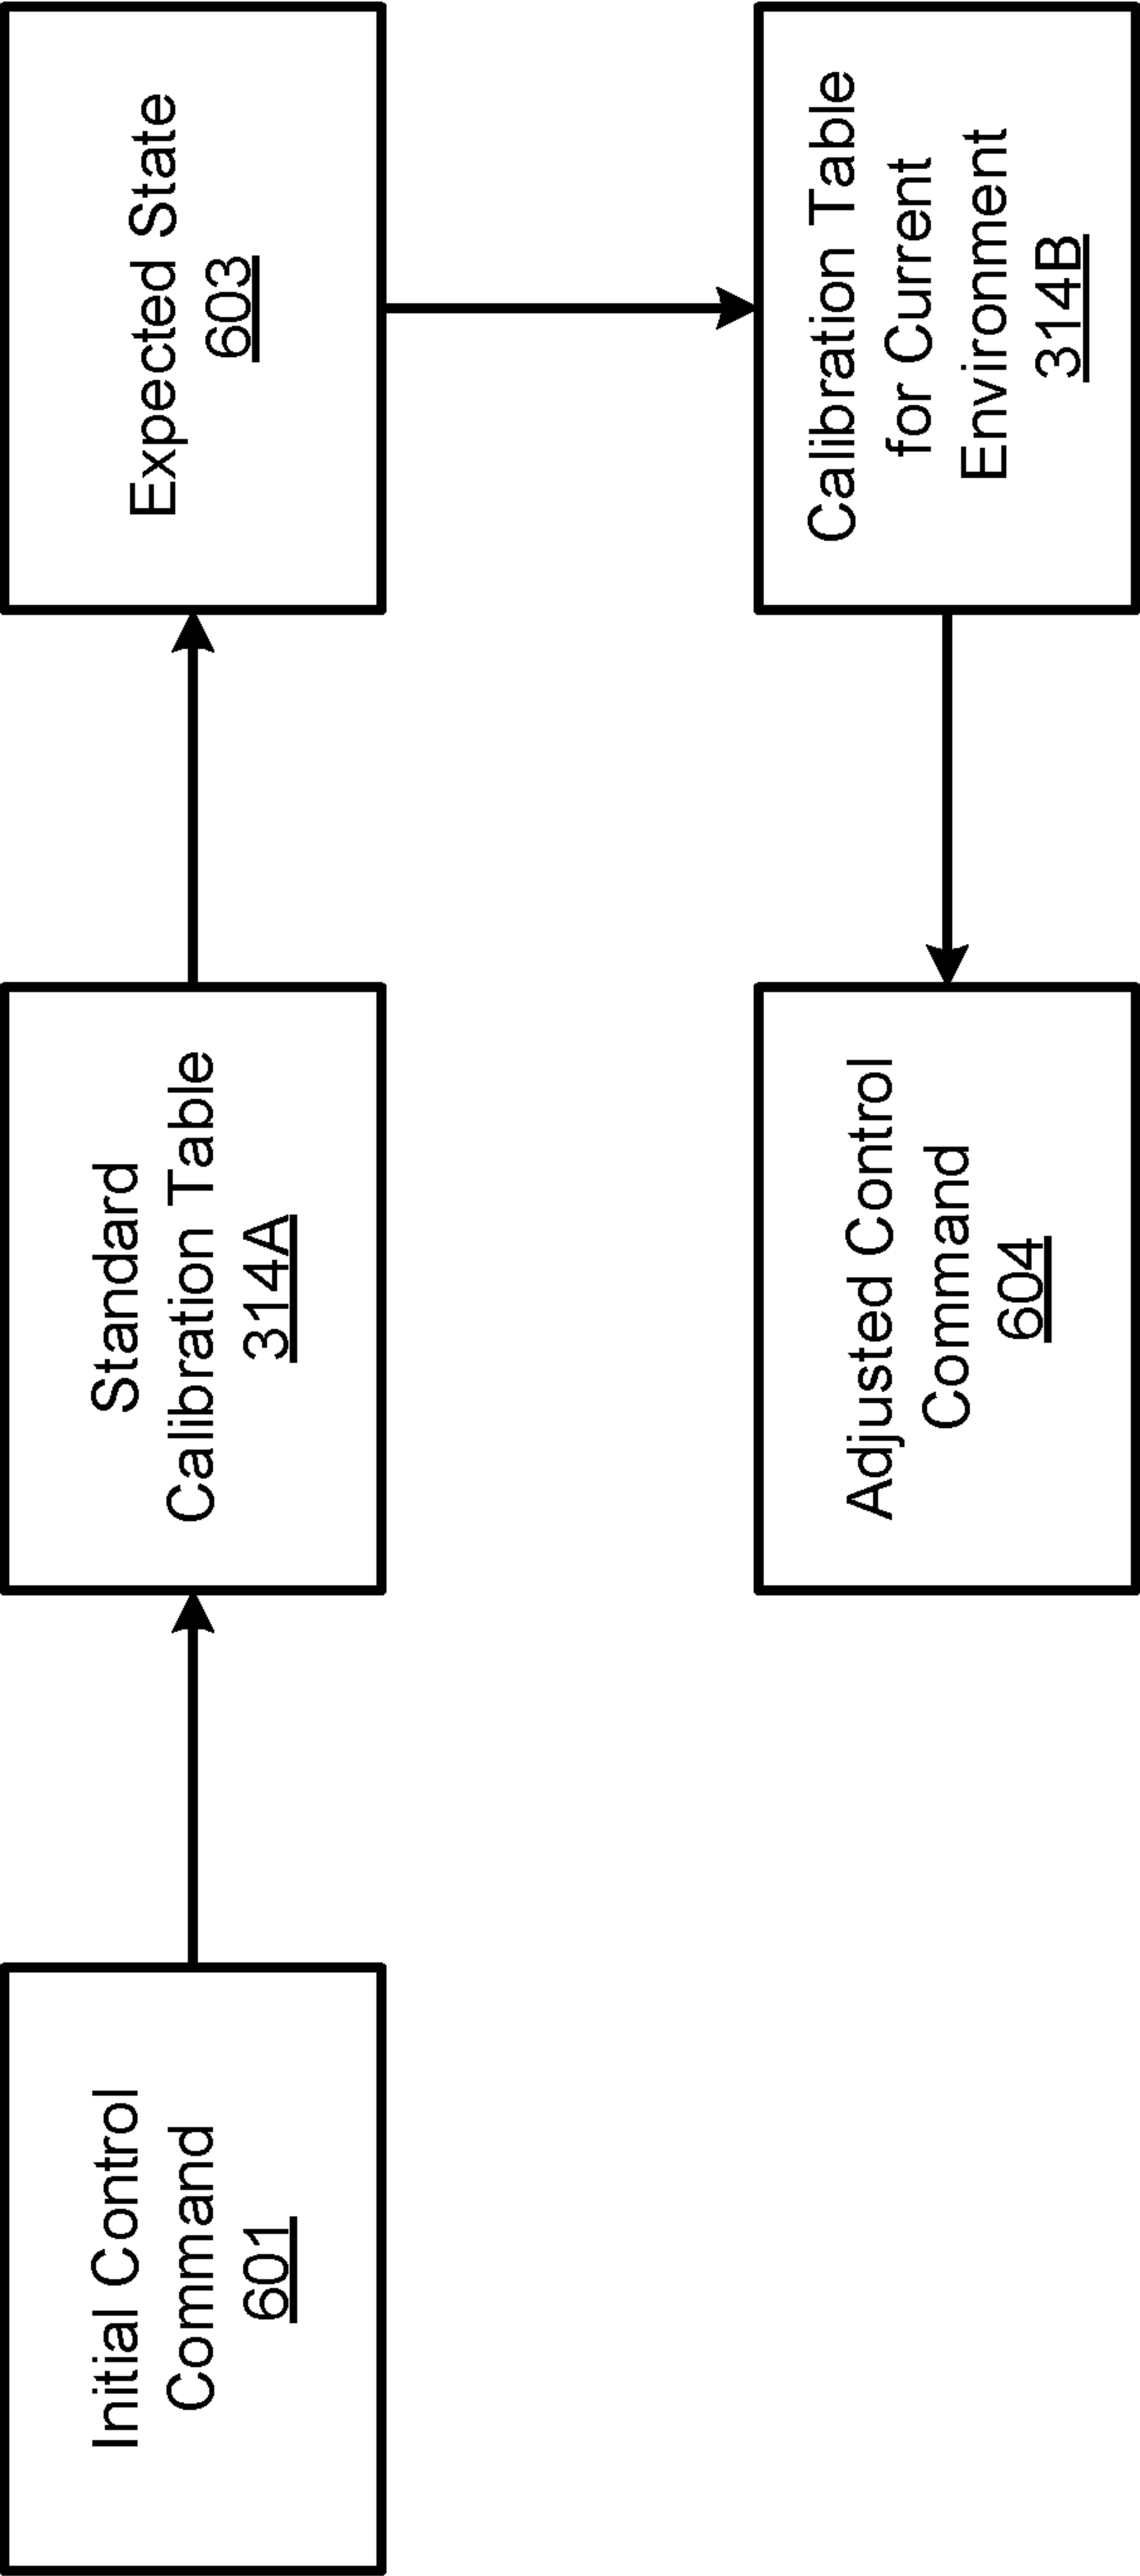 Initial Control
Command
601
Standard
Calibration Table
314A
Expected State
603
Adjusted Control
Command
604
Calibration Table
for Current
Environment
314B